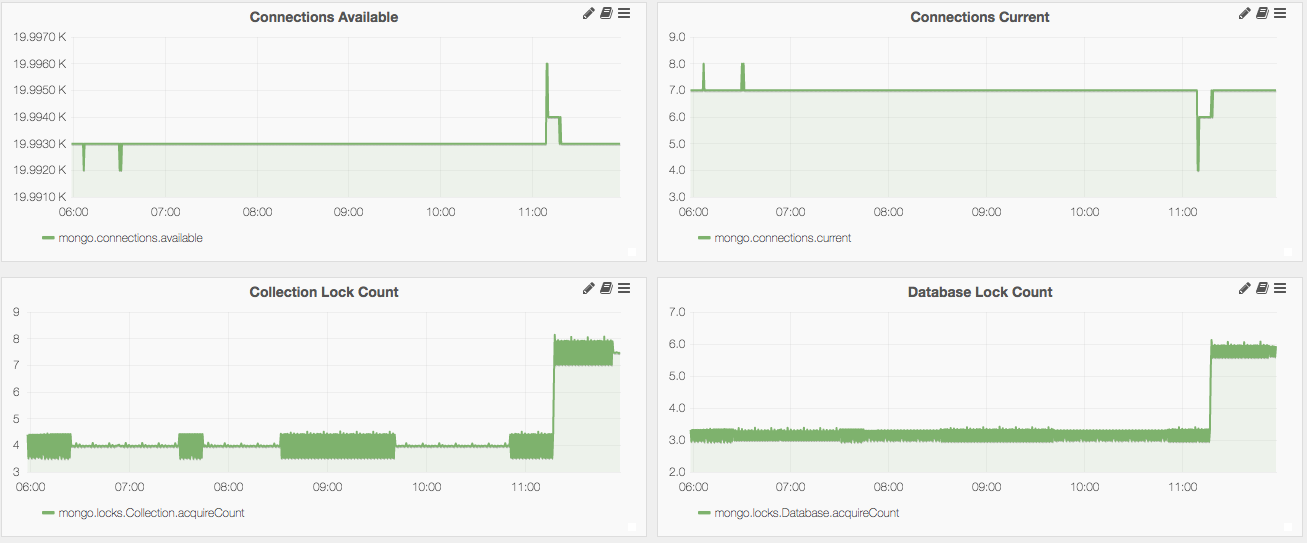 Connections Available
19.9970 K
19.9960 K
19.9950 K
19.9940 K
19.9930 K
19.9920 K
19.9910 K
06:00 07:00 08:00 09:00 10:00 11:00
mongo.connections.available
Connections Current
9.0
8.0
7.0
6.0
5.0
4.0
3.0
06:00 07:00 08:00 09:00 10:00 11:00
mongo.connections.current
Collection Lock Count
9
8
7
6
5
4
3
06:00 07:00 08:00 09:00 10:00 11:00
mongo.locks.Collection.acquireCount
Database Lock Count
7.0
6.0
5.0
4.0
3.0
2.0
06:00 07:00 08:00 09:00 10:00 11:00
mongo.locks.Database.acquireCount